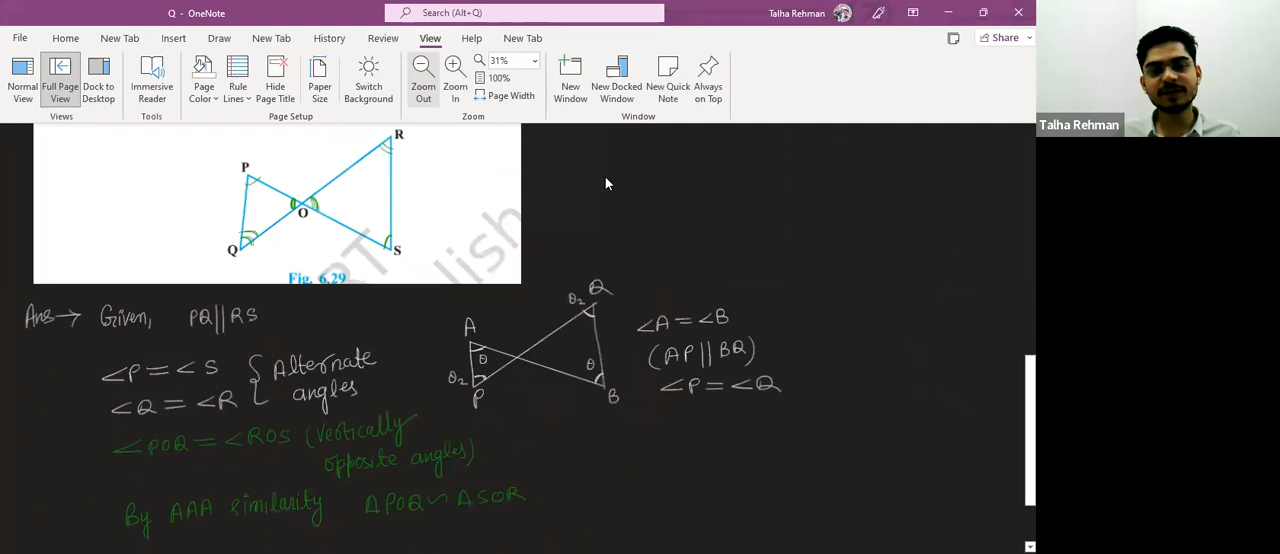 Q - OneNote
Search (Alt+Q)
Talha Rehman
File Home New Tab Insert Draw New Tab History Review View Help New Tab
Share
Normal View
Full Page View
Dock to Desktop
Immersive Reader
Page Color
Rule Lines
Hide Page Title
Paper Size
Switch Background
Zoom Out
Zoom In
31%
100%
Page Width
New Window
New Docked Window
New Quick Note
Always on Top
Views Tools Page Setup Zoom Window
Talha Rehman
R
P
O
Q
S
Fig. 6.29
Ans → Given, PQ||RS
∠P = ∠S { Alternate
∠Q = ∠R angles
∠POQ = ∠ROS (Vertically
opposite angles)
By AAA similarity ΔPOQ ~ ΔSOR
A
Q
θ2
θ
θ
θ2
P
B
∠A = ∠B
(AP||BQ)
∠P = ∠Q